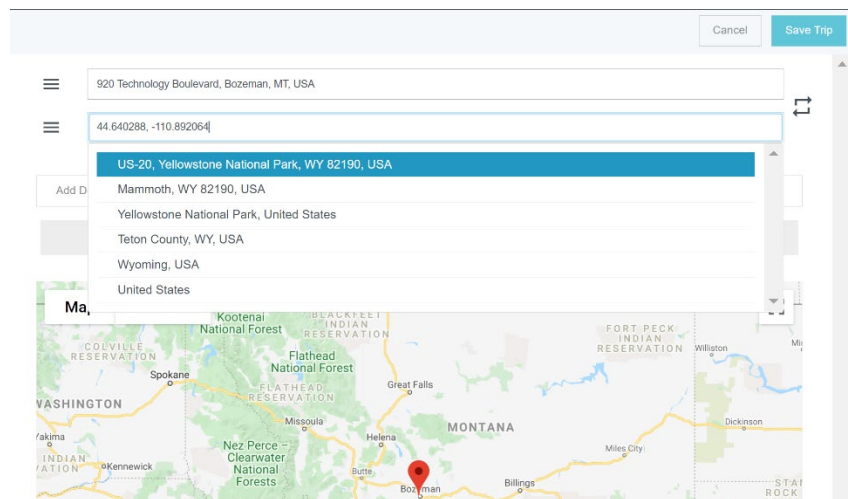 Cancel
Save Trip
920 Technology Boulevard, Bozeman, MT, USA
44.640288, -110.892064
US-20, Yellowstone National Park, WY 82190, USA
Add D
Mammoth, WY 82190, USA
Yellowstone National Park, United States
Teton County, WY, USA
Wyoming, USA
United States
Ma
Kootenai
National Forest
BLACKFEET
INDIAN
RESERVATION
FORT PECK
INDIAN
RESERVATION
Williston
COLVILLE
RESERVATION
Flathead
National Forest
Spokane
FLATHEAD
RESERVATION
Great Falls
WASHINGTON
Missoula
MONTANA
Dickinson
Yakima
Helena
Nez Perce -
Clearwater
National
Forests
Miles City
INDIAN
Kennewick
Butte
Bozeman
Billings
ROCK